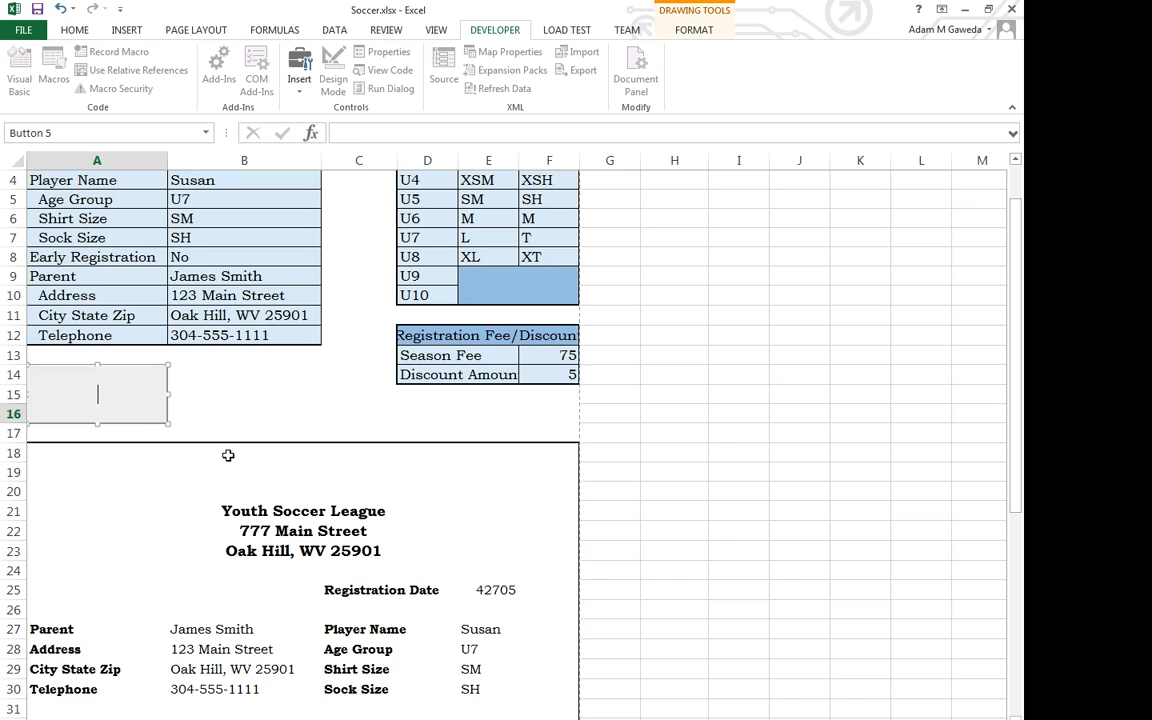 Soccer.xlsx - Excel
DRAWING TOOLS
?
FILE HOME INSERT PAGE LAYOUT FORMULAS DATA REVIEW VIEW DEVELOPER LOAD TEST TEAM FORMAT Adam M Gaweda
Visual Basic
Macros
Record Macro
Use Relative References
Macro Security
Add-Ins
COM Add-Ins
Insert
Design Mode
Properties
View Code
Run Dialog
Source
Map Properties
Expansion Packs
Refresh Data
Import
Export
Document Panel
Code Add-Ins Controls XML Modify
Button 5 fx
A B C D E F G H I J K L M
4 Player Name Susan U4 XSM XSH
5 Age Group U7 U5 SM SH
6 Shirt Size SM U6 M M
7 Sock Size SH U7 L T
8 Early Registration No U8 XL XT
9 Parent James Smith U9
10 Address 123 Main Street U10
11 City State Zip Oak Hill, WV 25901
12 Telephone 304-555-1111 Registration Fee/Discoun
13 Season Fee 75
14 Discount Amoun 5
15
16
17
18
19
20
21 Youth Soccer League
22 777 Main Street
23 Oak Hill, WV 25901
24
25 Registration Date 42705
26
27 Parent James Smith Player Name Susan
28 Address 123 Main Street Age Group U7
29 City State Zip Oak Hill, WV 25901 Shirt Size SM
30 Telephone 304-555-1111 Sock Size SH
31